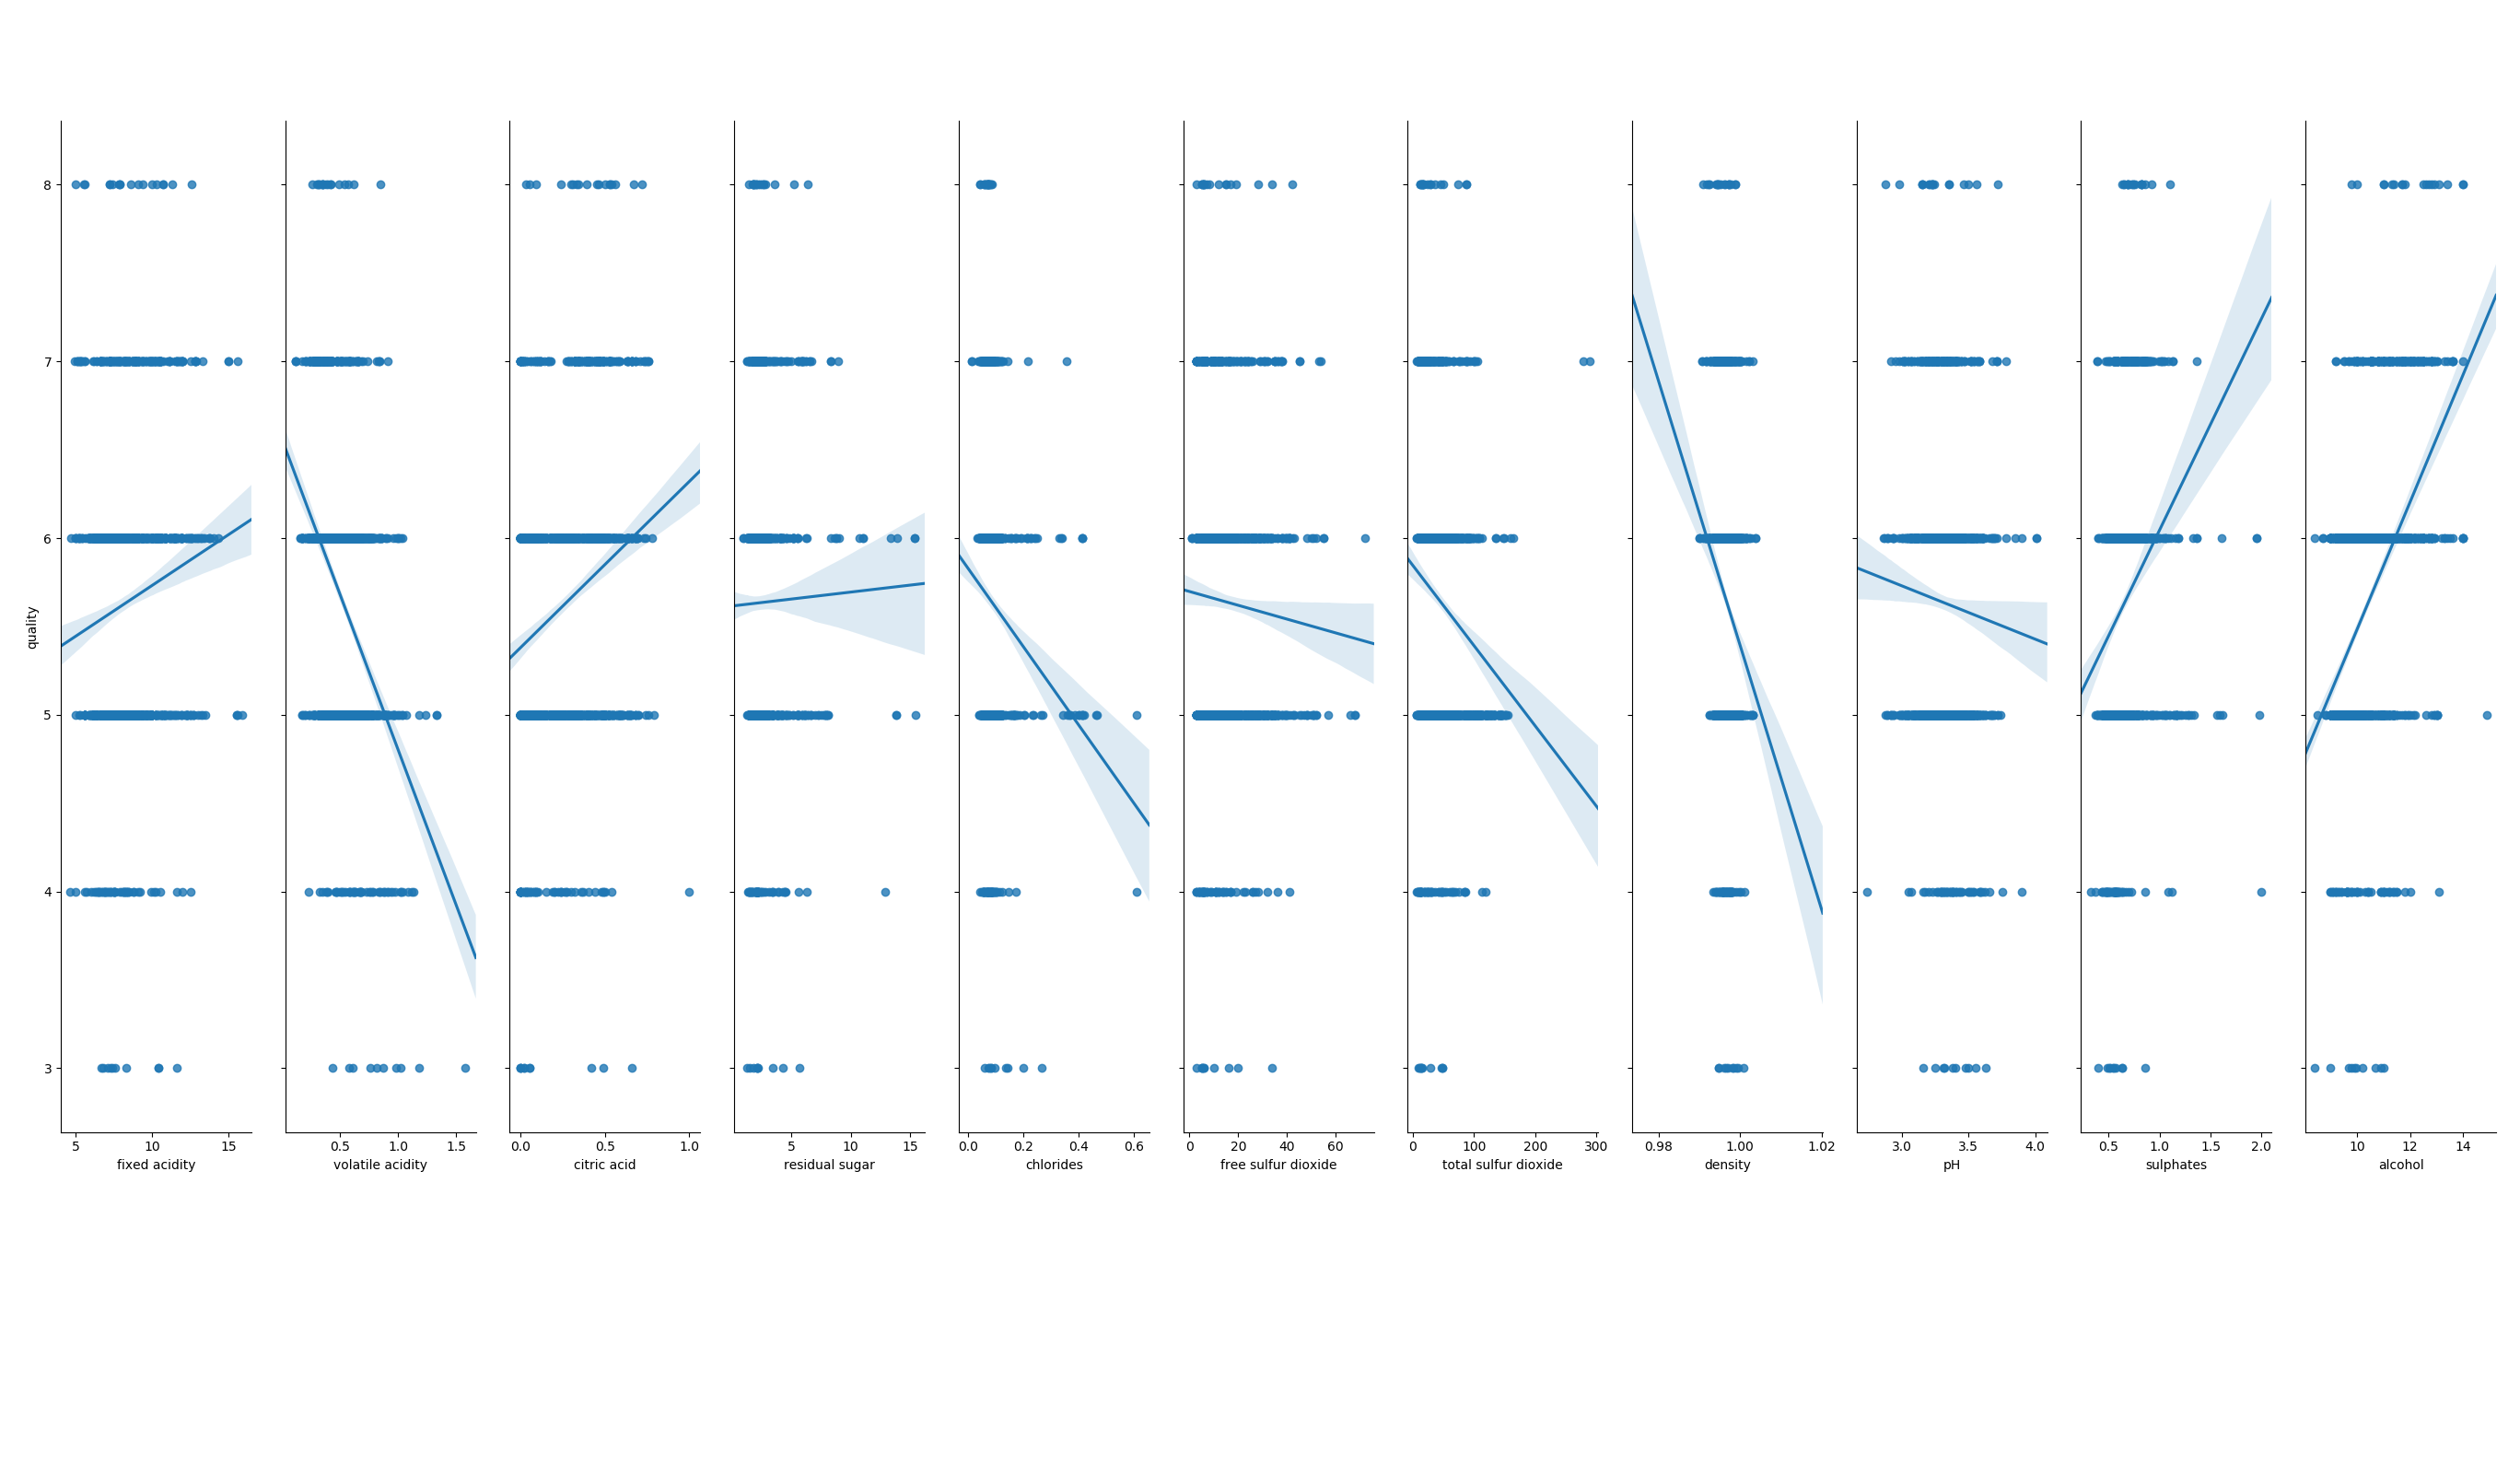 8
7
6
5
4
3
quality
5 10 15
0.5 1.0 1.5
0.0 0.5 1.0
5 10 15
0.0 0.2 0.4 0.6
0 20 40 60
0 100 200 300
0.98 1.00 1.02
3.0 3.5 4.0
0.5 1.0 1.5 2.0
10 12 14
fixed acidity
volatile acidity
citric acid
residual sugar
chlorides
free sulfur dioxide
total sulfur dioxide
density
pH
sulphates
alcohol